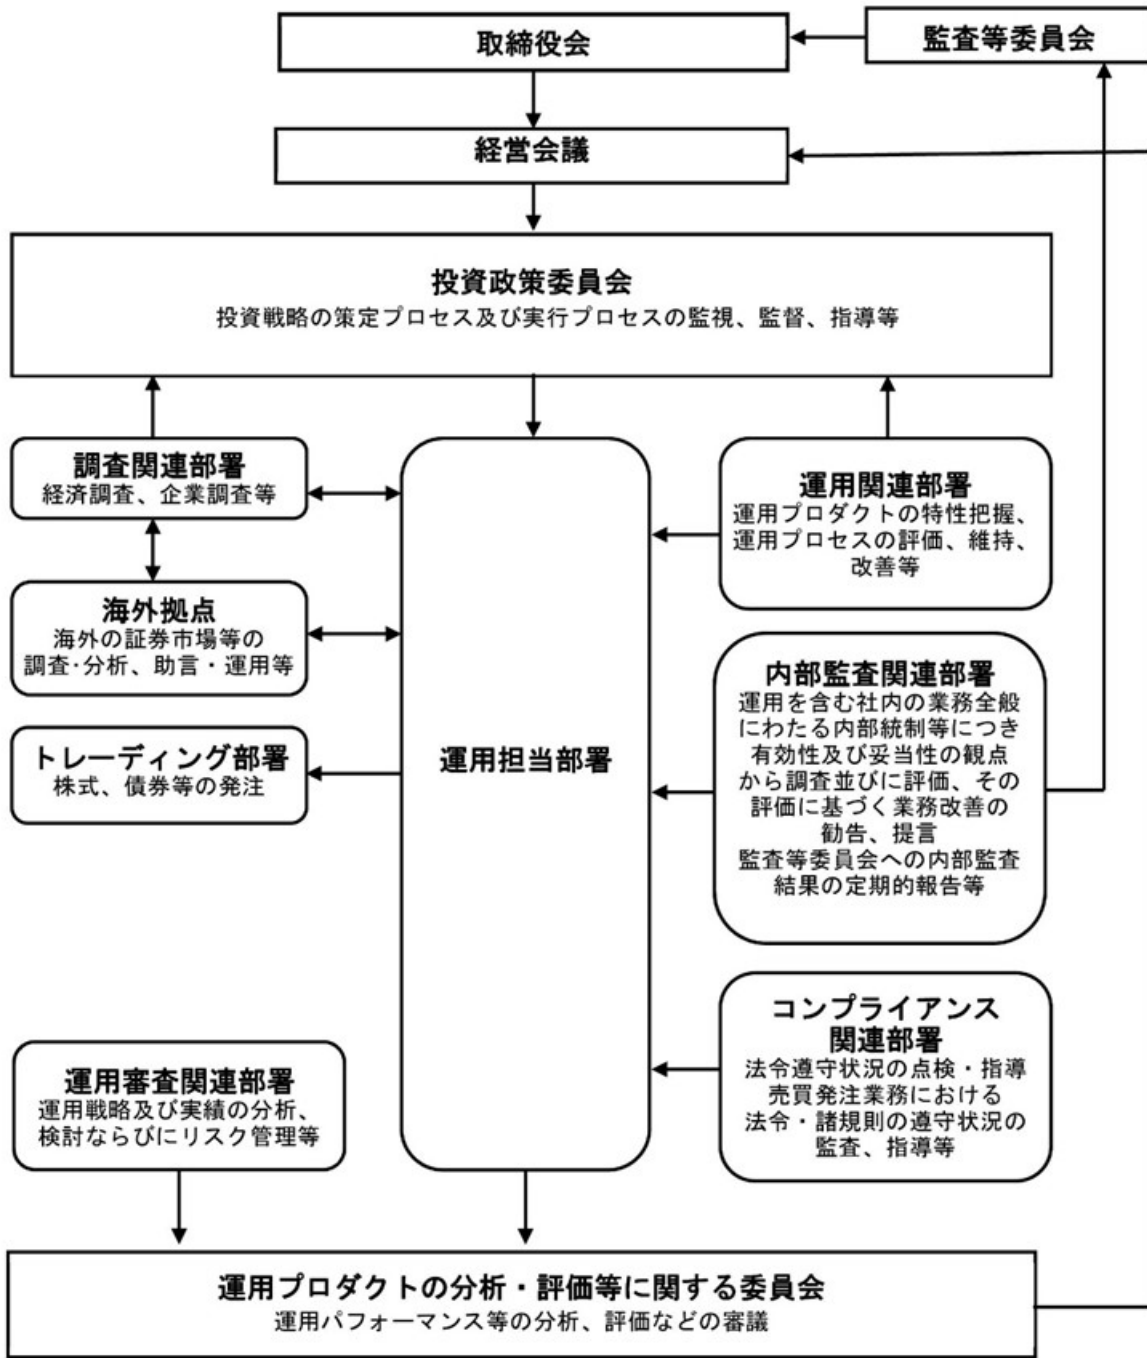 取締役会
監査等委員会
経営会議
投資政策委員会
投資戦略の策定プロセス及び実行プロセスの監視、監督、指導等
調査関連部署
経済調査、企業調査等
海外拠点
海外の証券市場等の
調査・分析、助言・運用等
トレーディング部署
株式、債券等の発注
運用担当部署
運用関連部署
運用プロダクトの特性把握、
運用プロセスの評価、維持、
改善等
内部監査関連部署
運用を含む社内の業務全般
にわたる内部統制等につき
有効性及び妥当性の観点
から調査並びに評価、その
評価に基づく業務改善の
勧告、提言
監査等委員会への内部監査
結果の定期的報告等
コンプライアンス
関連部署
法令遵守状況の点検・指導
売買発注業務における
法令・諸規則の遵守状況の
監査、指導等
運用審査関連部署
運用戦略及び実績の分析、
検討ならびにリスク管理等
運用プロダクトの分析・評価等に関する委員会
運用パフォーマンス等の分析、評価などの審議